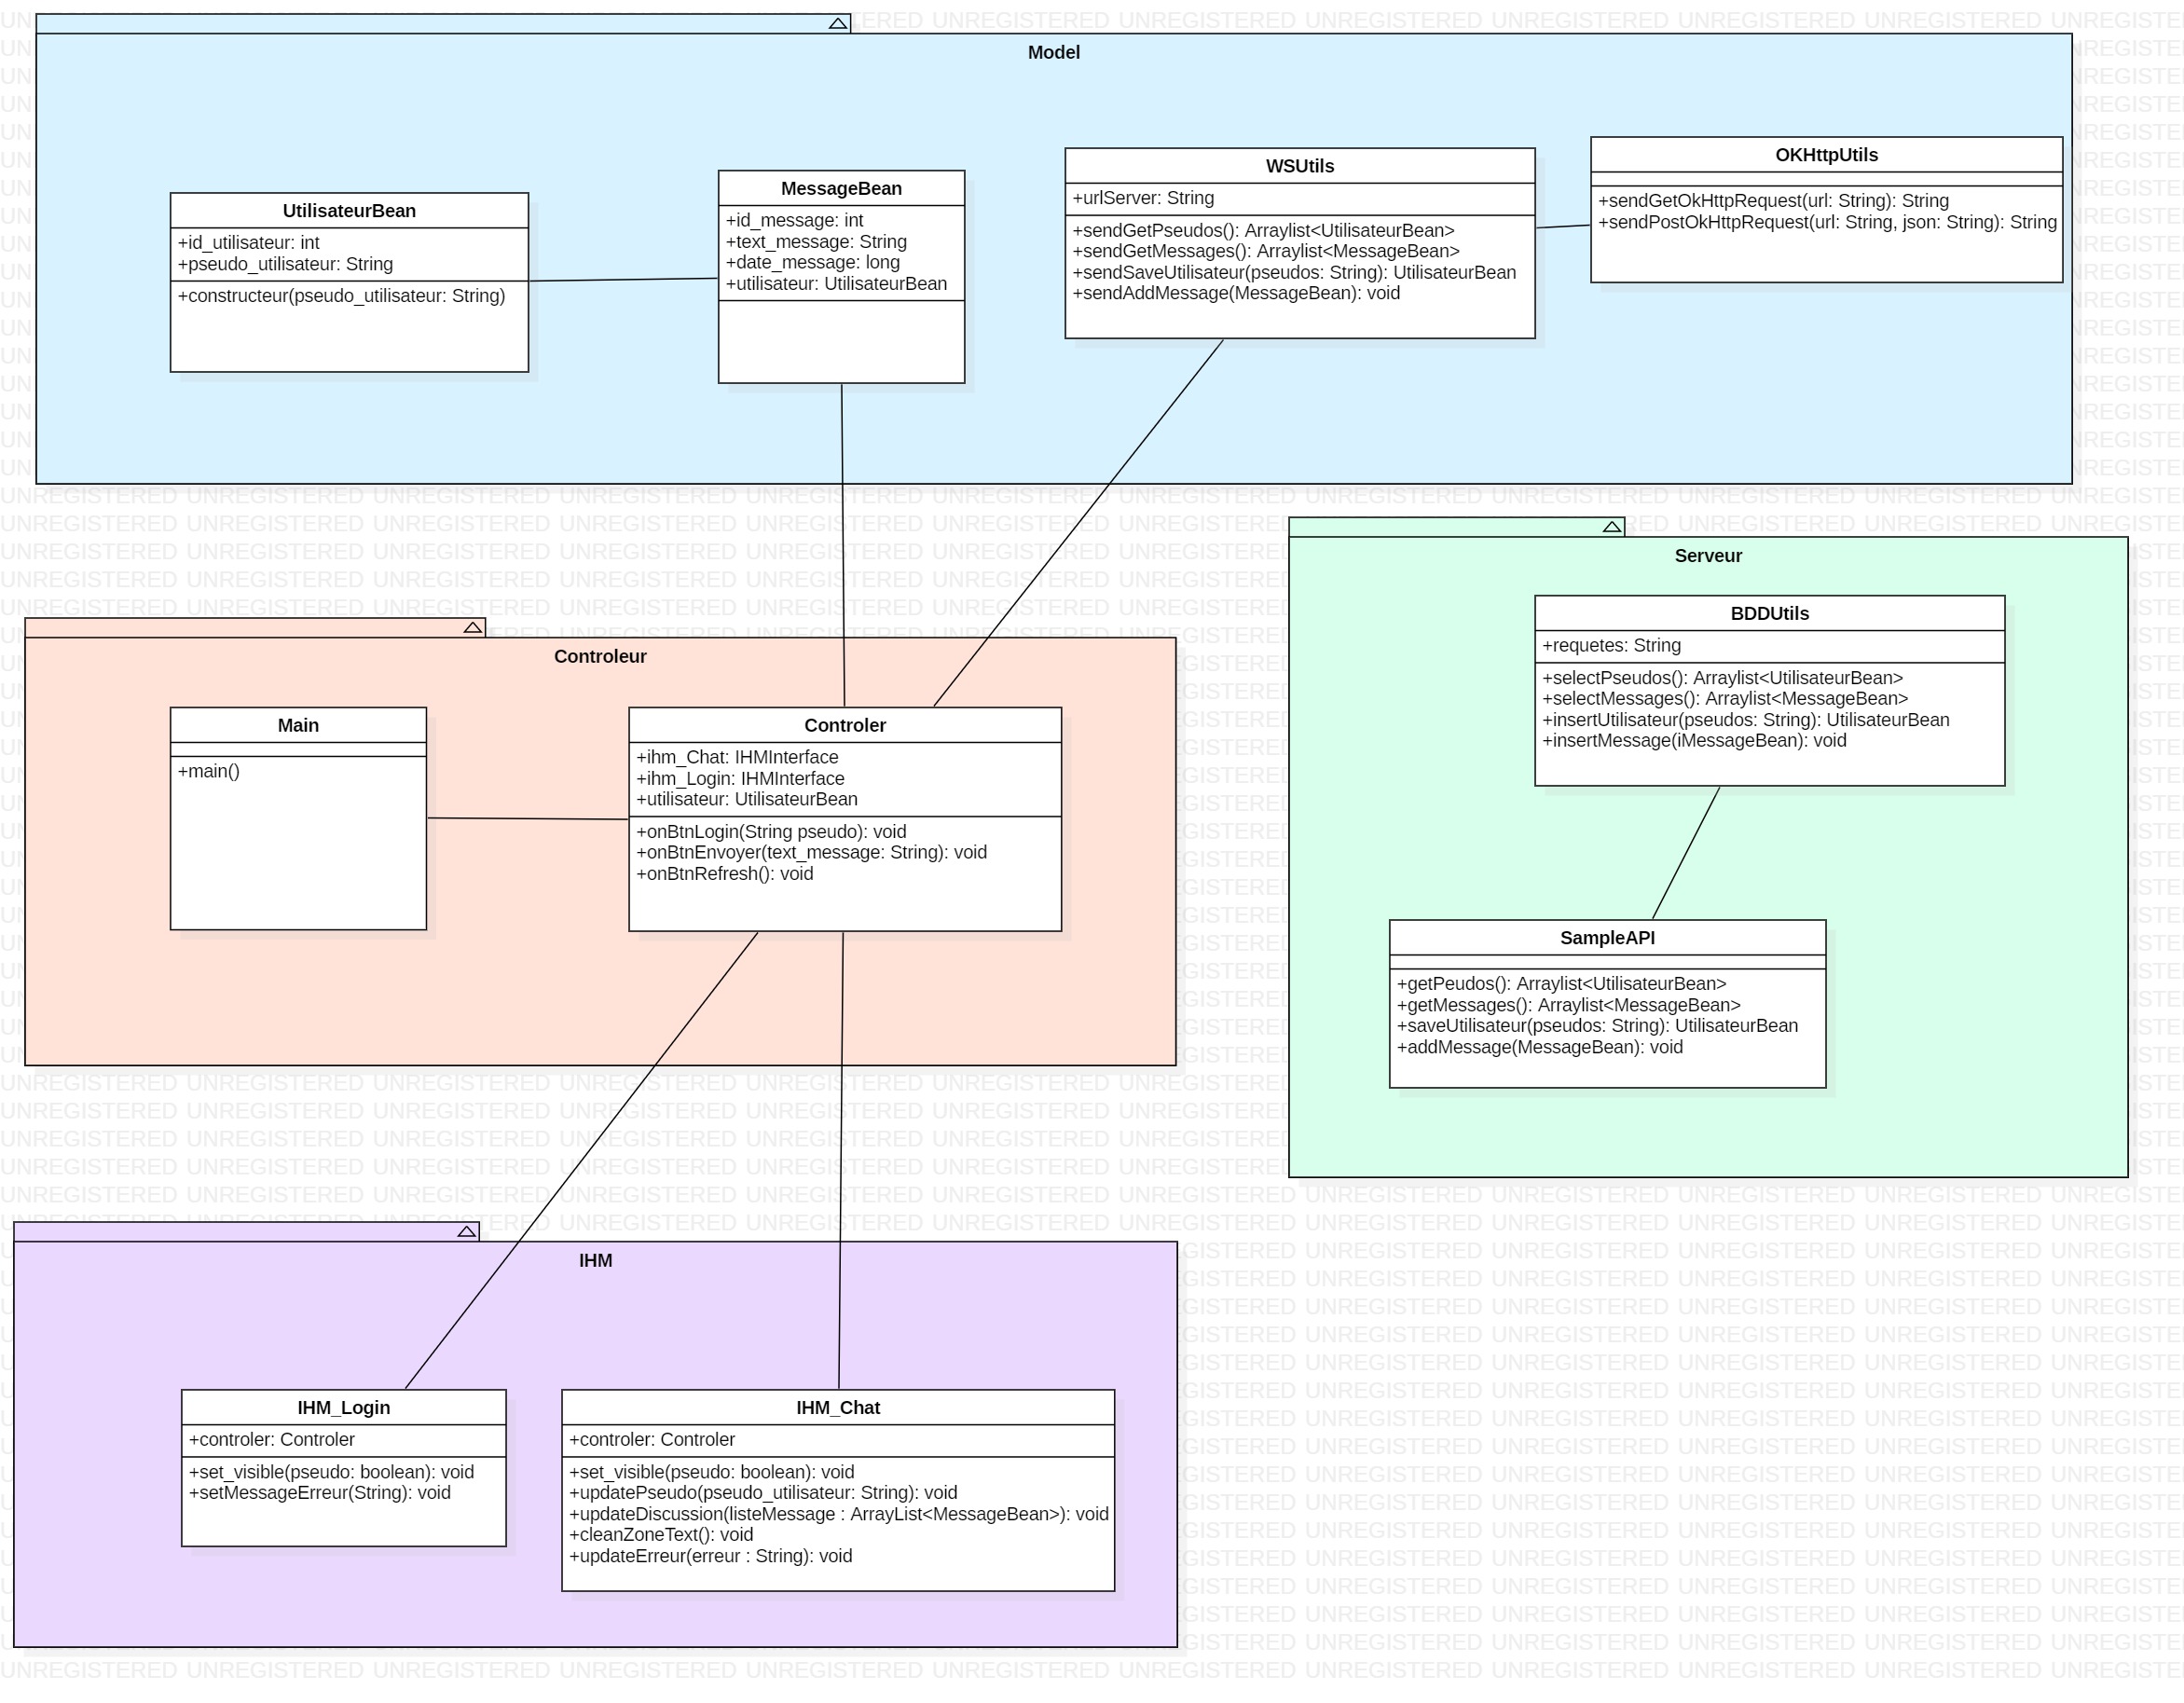 Model
UtilisateurBean
+id_utilisateur: int
+pseudo_utilisateur: String
+constructeur(pseudo_utilisateur: String)
MessageBean
+id_message: int
+text_message: String
+date_message: long
+utilisateur: UtilisateurBean
WSUtils
+urlServer: String
+sendGetPseudos(): Arraylist<UtilisateurBean>
+sendGetMessages(): Arraylist<MessageBean>
+sendSaveUtilisateur(pseudos: String): UtilisateurBean
+sendAddMessage(MessageBean): void
OKHttpUtils
+sendGetOkHttpRequest(url: String): String
+sendPostOkHttpRequest(url: String, json: String): String
Controleur
Main
+main()
Controler
+ihm_Chat: IHMInterface
+ihm_Login: IHMInterface
+utilisateur: UtilisateurBean
+onBtnLogin(String pseudo): void
+onBtnEnvoyer(text_message: String): void
+onBtnRefresh(): void
Serveur
BDDUtils
+requetes: String
+selectPseudos(): Arraylist<UtilisateurBean>
+selectMessages(): Arraylist<MessageBean>
+insertUtilisateur(pseudos: String): UtilisateurBean
+insertMessage(iMessageBean): void
SampleAPI
+getPeudos(): Arraylist<UtilisateurBean>
+getMessages(): Arraylist<MessageBean>
+saveUtilisateur(pseudos: String): UtilisateurBean
+addMessage(MessageBean): void
IHM
IHM_Login
+controler: Controler
+set_visible(pseudo: boolean): void
+setMessageErreur(String): void
IHM_Chat
+controler: Controler
+set_visible(pseudo: boolean): void
+updatePseudo(pseudo_utilisateur: String): void
+updateDiscussion(listeMessage : ArrayList<MessageBean>): void
+cleanZoneText(): void
+updateErreur(erreur : String): void
UNREGISTERED